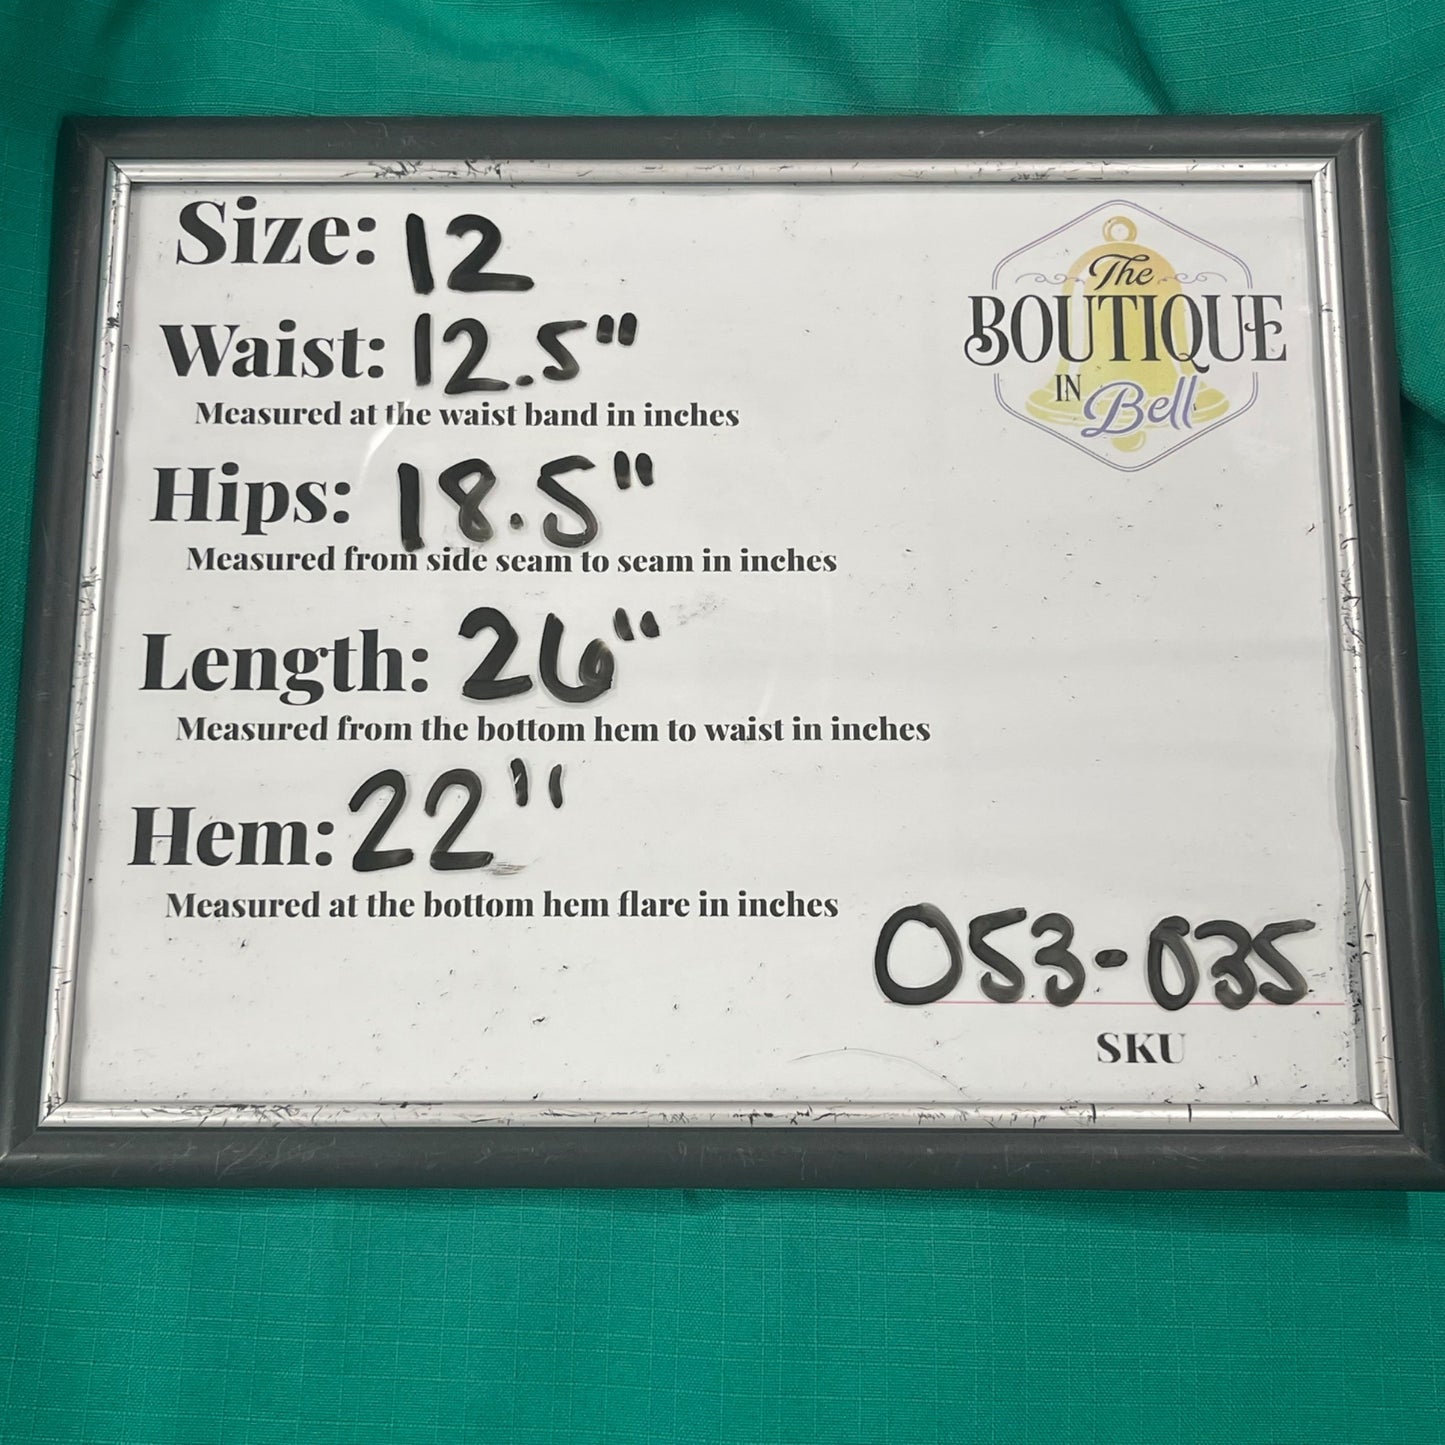 Size: 12
The
BOUTIQUE
IN Bell
Waist: 12.5"
Measured at the waist band in inches
Hips: 18.5"
Measured from side seam to seam in inches
Length: 26"
Measured from the bottom hem to waist in inches
Hem: 22"
Measured at the bottom hem flare in inches
053-035
SKU